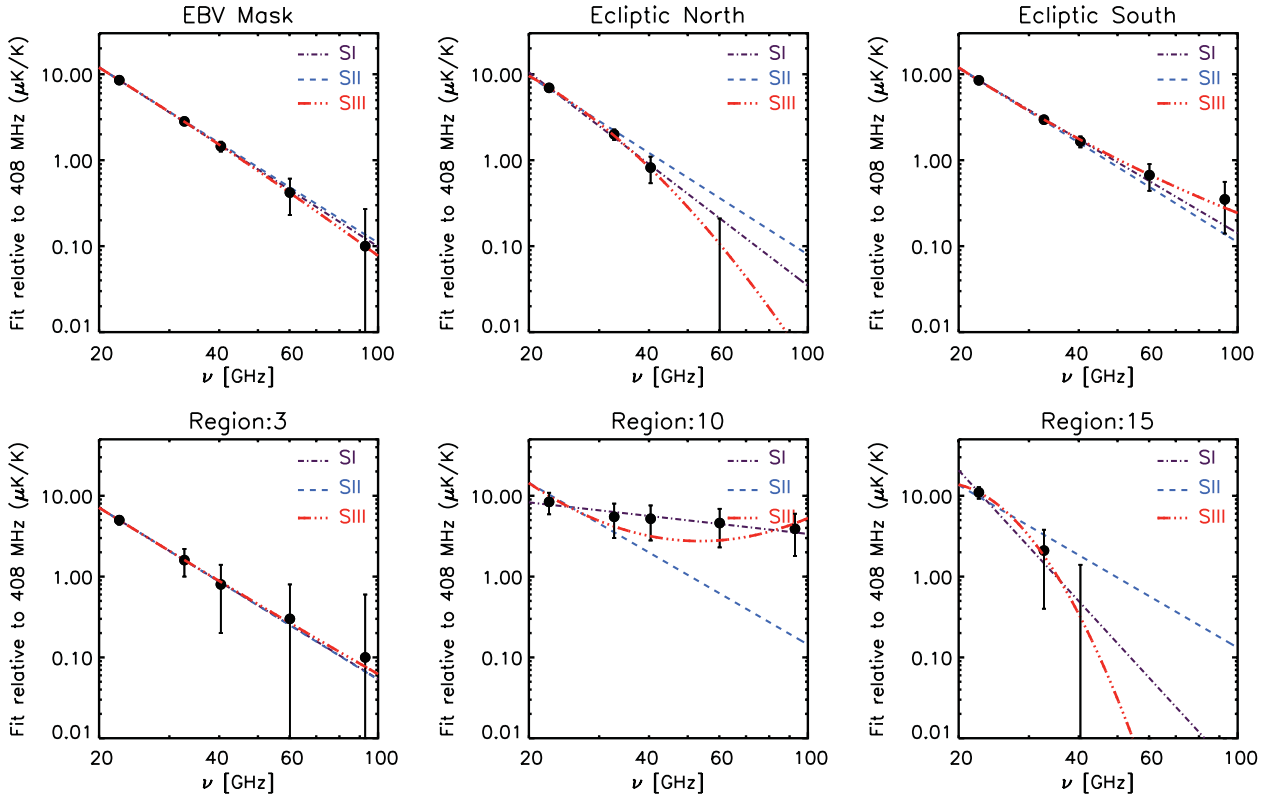 EBV Mask
Fit relative to 408 MHz (μK/K)
10.00
1.00
0.10
0.01
SI
SII
SIII
20
40
60
100
ν [GHz]
Ecliptic North
Fit relative to 408 MHz (μK/K)
10.00
1.00
0.10
0.01
SI
SII
SIII
20
40
60
100
ν [GHz]
Ecliptic South
Fit relative to 408 MHz (μK/K)
10.00
1.00
0.10
0.01
SI
SII
SIII
20
40
60
100
ν [GHz]
Region:3
Fit relative to 408 MHz (μK/K)
10.00
1.00
0.10
0.01
SI
SII
SIII
20
40
60
100
ν [GHz]
Region:10
Fit relative to 408 MHz (μK/K)
10.00
1.00
0.10
0.01
SI
SII
SIII
20
40
60
100
ν [GHz]
Region:15
Fit relative to 408 MHz (μK/K)
10.00
1.00
0.10
0.01
SI
SII
SIII
20
40
60
100
ν [GHz]